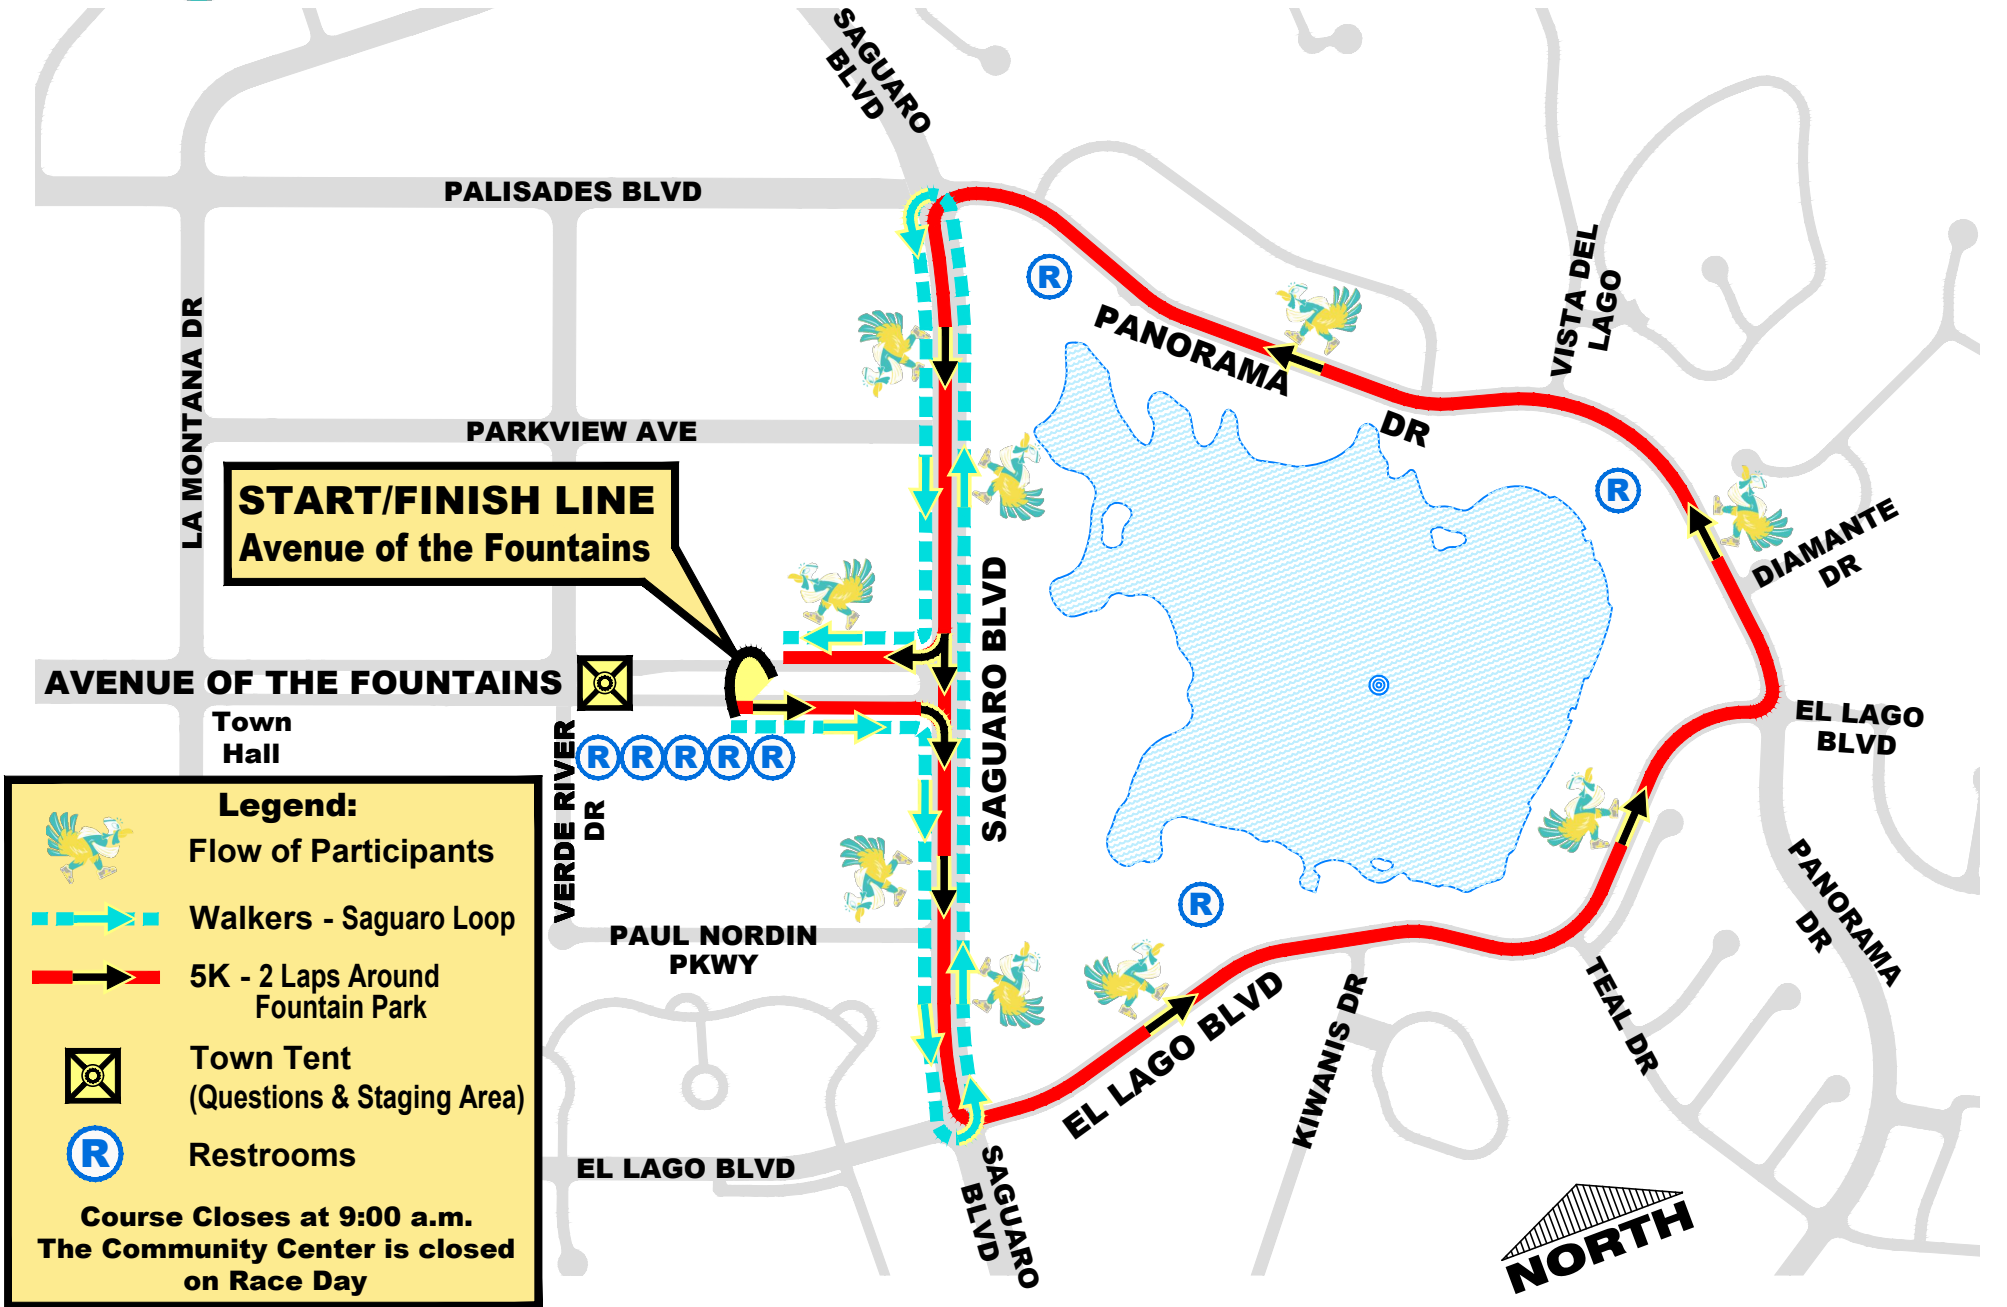 SAGUARO
BLVD
PALISADES BLVD
VISTA DEL
LAGO
R
PANORAMA
DR
LA MONTANA DR
PARKVIEW AVE
START/FINISH LINE
Avenue of the Fountains
R
DIAMANTE
DR
SAGUARO BLVD
AVENUE OF THE FOUNTAINS
Town
Hall
EL LAGO
BLVD
VERDE RIVER
DR
R R R R R
PANORAMA
DR
R
PAUL NORDIN
PKWY
TEAL DR
KIWANIS DR
EL LAGO BLVD
EL LAGO BLVD
SAGUARO
BLVD
Legend:
Flow of Participants
Walkers - Saguaro Loop
5K - 2 Laps Around
Fountain Park
Town Tent
(Questions & Staging Area)
R Restrooms
Course Closes at 9:00 a.m.
The Community Center is closed
on Race Day
NORTH